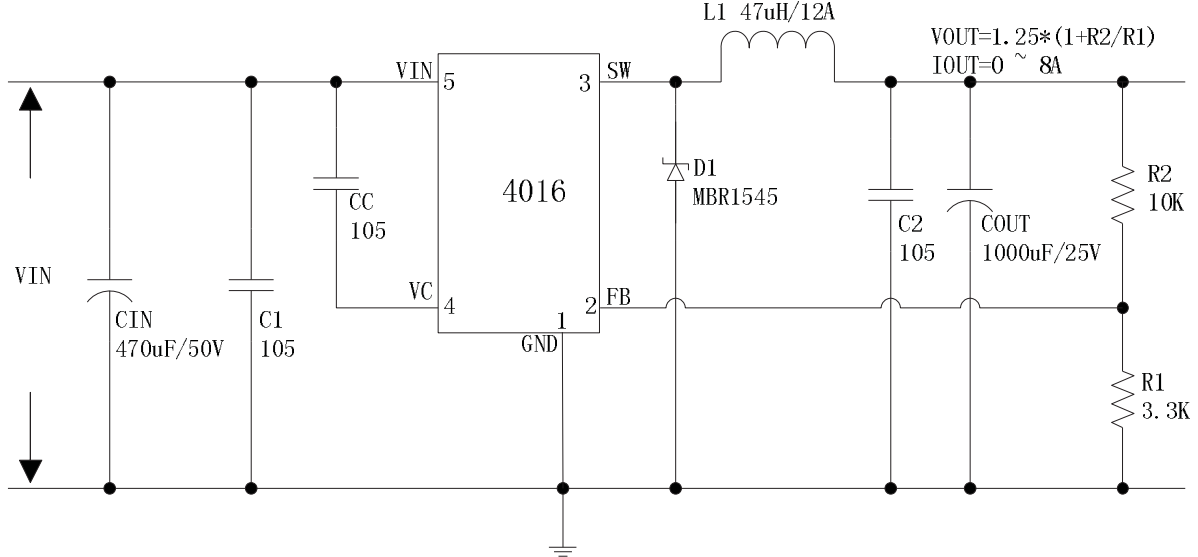 L1 47uH/12A
VOUT=1.25*(1+R2/R1)
IOUT=0 ~ 8A
VIN
5
3
SW
4016
CC
105
D1
MBR1545
R2
10K
C2
105
COUT
1000uF/25V
VIN
VC
4
2
FB
1
GND
CIN
470uF/50V
C1
105
R1
3.3K